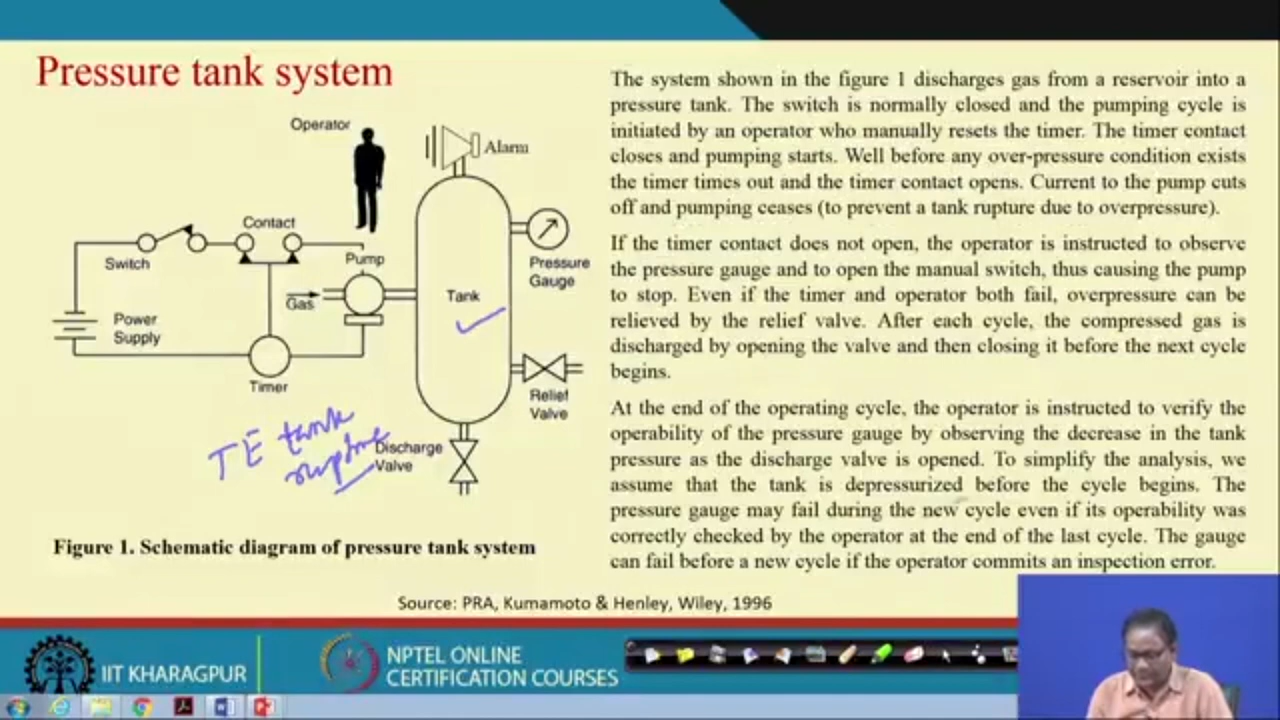 Pressure tank system
Operator
Alarm
Contact
Switch
Pump
Pressure
Gauge
Gas
Tank
Power
Supply
Timer
Relief
Valve
Discharge
Valve
TE tank
rupture
Figure 1. Schematic diagram of pressure tank system
The system shown in the figure 1 discharges gas from a reservoir into a
pressure tank. The switch is normally closed and the pumping cycle is
initiated by an operator who manually resets the timer. The timer contact
closes and pumping starts. Well before any over-pressure condition exists
the timer times out and the timer contact opens. Current to the pump cuts
off and pumping ceases (to prevent a tank rupture due to overpressure).
If the timer contact does not open, the operator is instructed to observe
the pressure gauge and to open the manual switch, thus causing the pump
to stop. Even if the timer and operator both fail, overpressure can be
relieved by the relief valve. After each cycle, the compressed gas is
discharged by opening the valve and then closing it before the next cycle
begins.
At the end of the operating cycle, the operator is instructed to verify the
operability of the pressure gauge by observing the decrease in the tank
pressure as the discharge valve is opened. To simplify the analysis, we
assume that the tank is depressurized before the cycle begins. The
pressure gauge may fail during the new cycle even if its operability was
correctly checked by the operator at the end of the last cycle. The gauge
can fail before a new cycle if the operator commits an inspection error.
Source: PRA, Kumamoto & Henley, Wiley, 1996
IIT KHARAGPUR
NPTEL ONLINE
CERTIFICATION COURSES